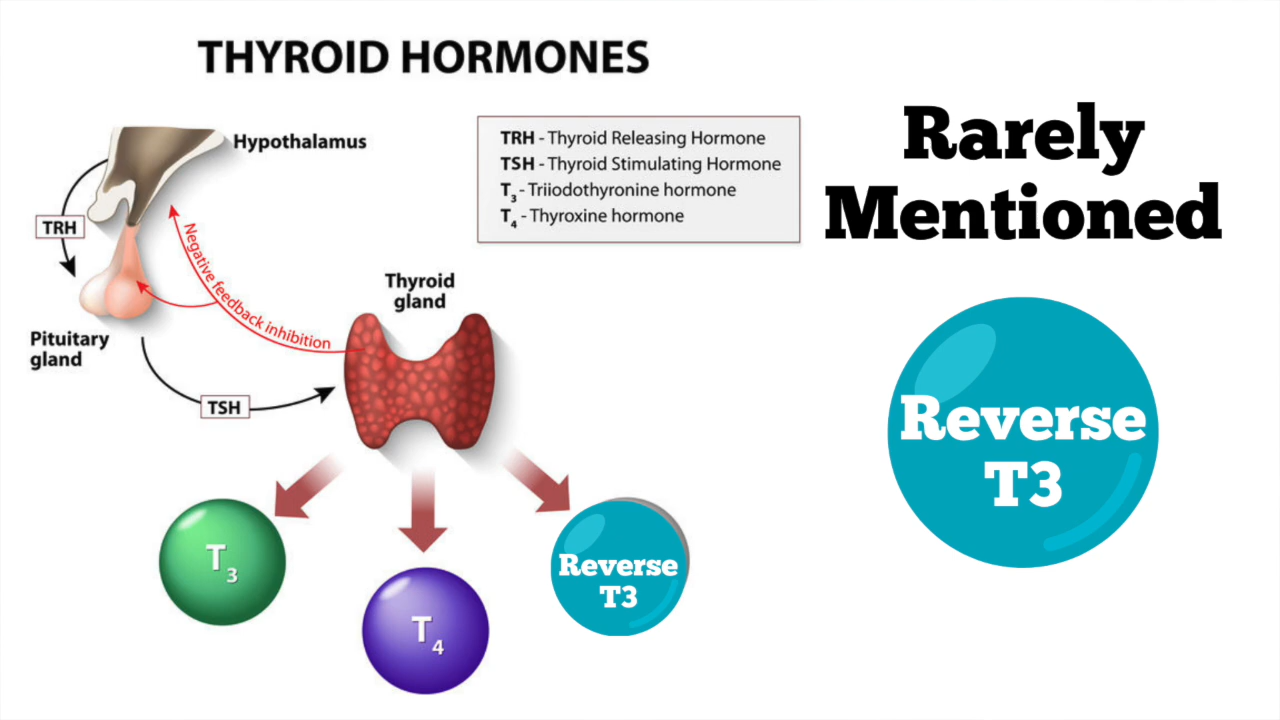 THYROID HORMONES
Hypothalamus
TRH - Thyroid Releasing Hormone
TSH - Thyroid Stimulating Hormone
T3 - Triiodothyronine hormone
T4 - Thyroxine hormone
Rarely
Mentioned
TRH
Negative feedback inhibition
Thyroid
gland
Pituitary
gland
TSH
Reverse
T3
T3
T4
Reverse
T3